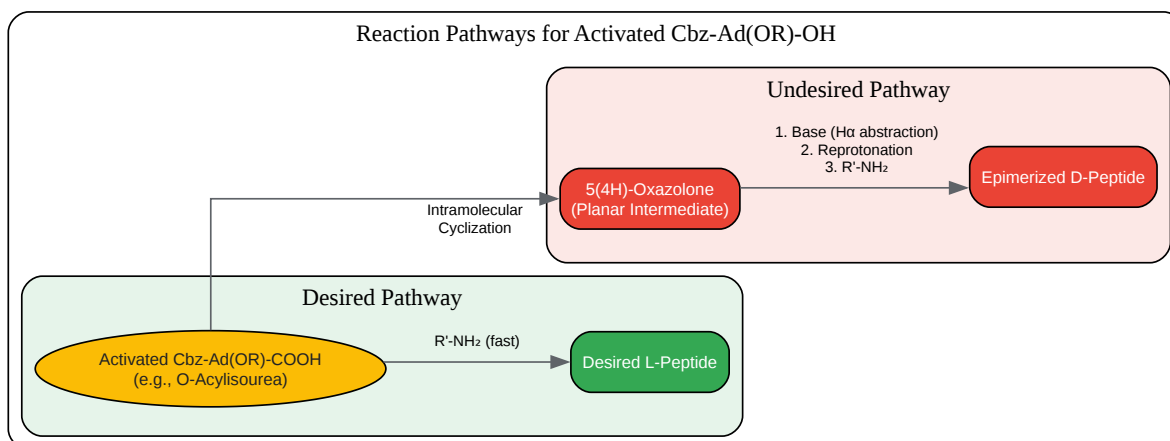 Reaction Pathways for Activated Cbz-Ad(OR)-OH
Undesired Pathway
1. Base (Hα abstraction)
2. Reprotonation
3. R'-NH₂
5(4H)-Oxazolone
(Planar Intermediate)
Epimerized D-Peptide
Intramolecular
Cyclization
Desired Pathway
R'-NH₂ (fast)
Activated Cbz-Ad(OR)-COOH
(e.g., O-Acylisourea)
Desired L-Peptide